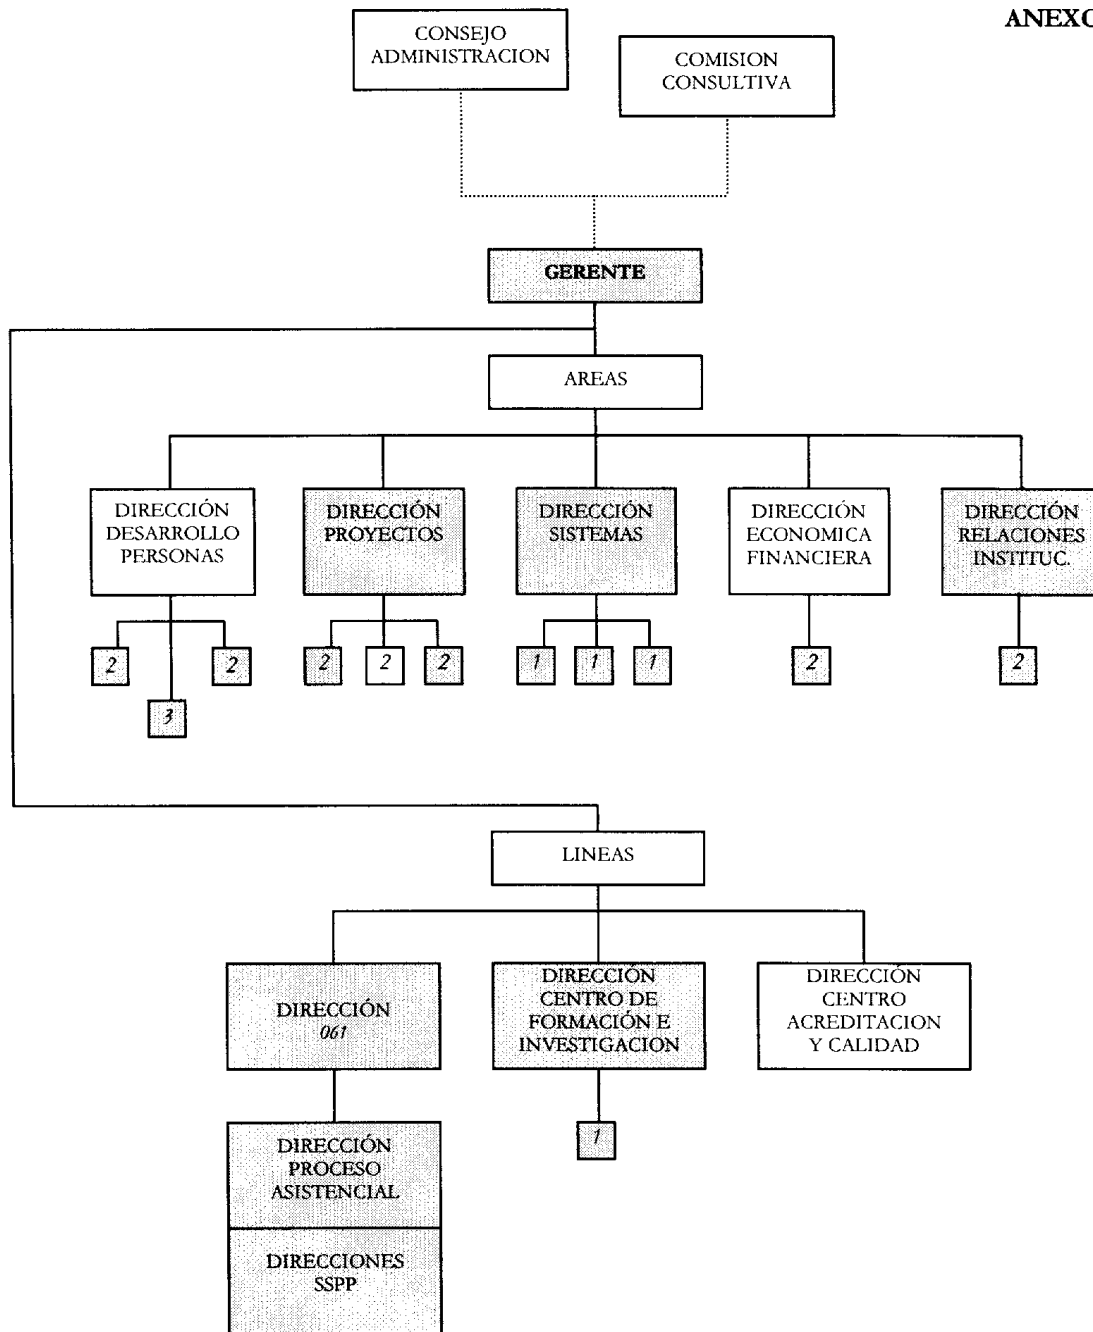 ANEXO
CONSEJO
ADMINISTRACION
COMISION
CONSULTIVA
GERENTE
AREAS
DIRECCIÓN
DESARROLLO
PERSONAS
DIRECCIÓN
PROYECTOS
DIRECCIÓN
SISTEMAS
DIRECCIÓN
ECONOMICA
FINANCIERA
DIRECCIÓN
RELACIONES
INSTITUC.
2
2
2
2
2
1
1
1
2
2
3
LINEAS
DIRECCIÓN
061
DIRECCIÓN
CENTRO DE
FORMACIÓN E
INVESTIGACION
DIRECCIÓN
CENTRO
ACREDITACION
Y CALIDAD
DIRECCIÓN
PROCESO
ASISTENCIAL
1
DIRECCIONES
SSPP